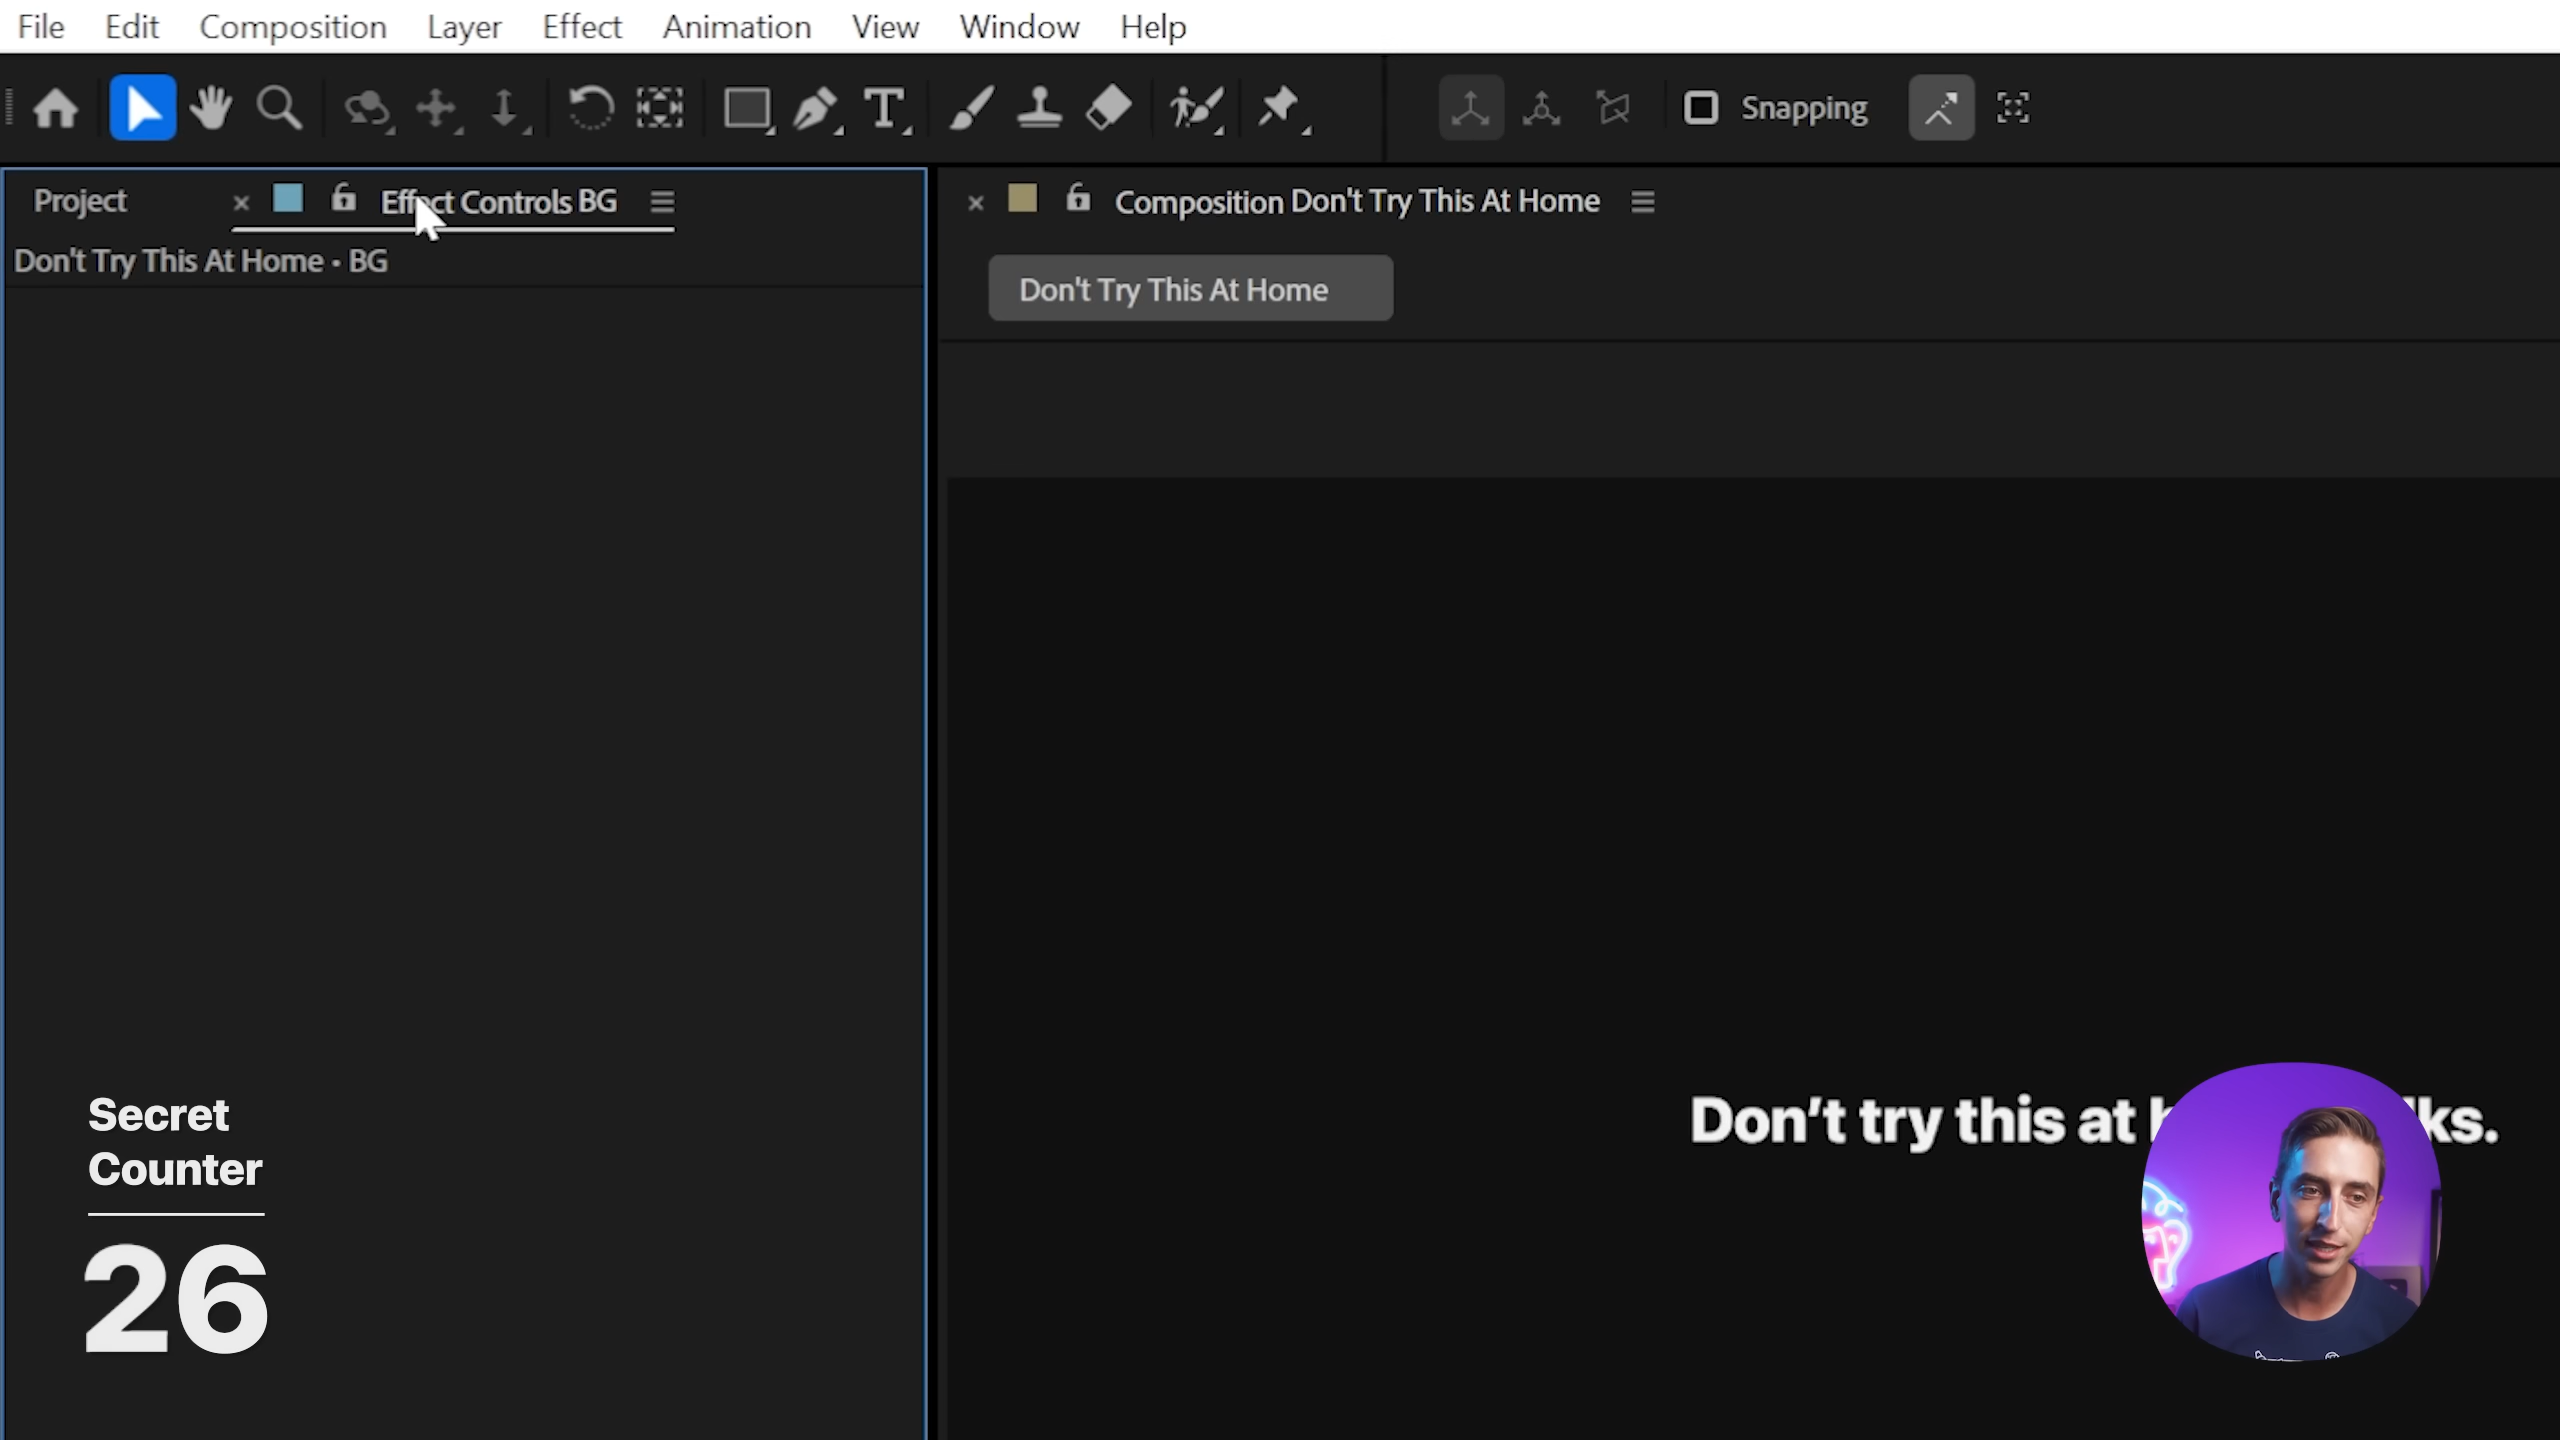 File Edit Composition Layer Effect Animation View Window Help
Snapping
Project Effect Controls BG
Composition Don't Try This At Home
Don't Try This At Home • BG
Don't Try This At Home
Don’t try this at
lks.
Secret
Counter
26